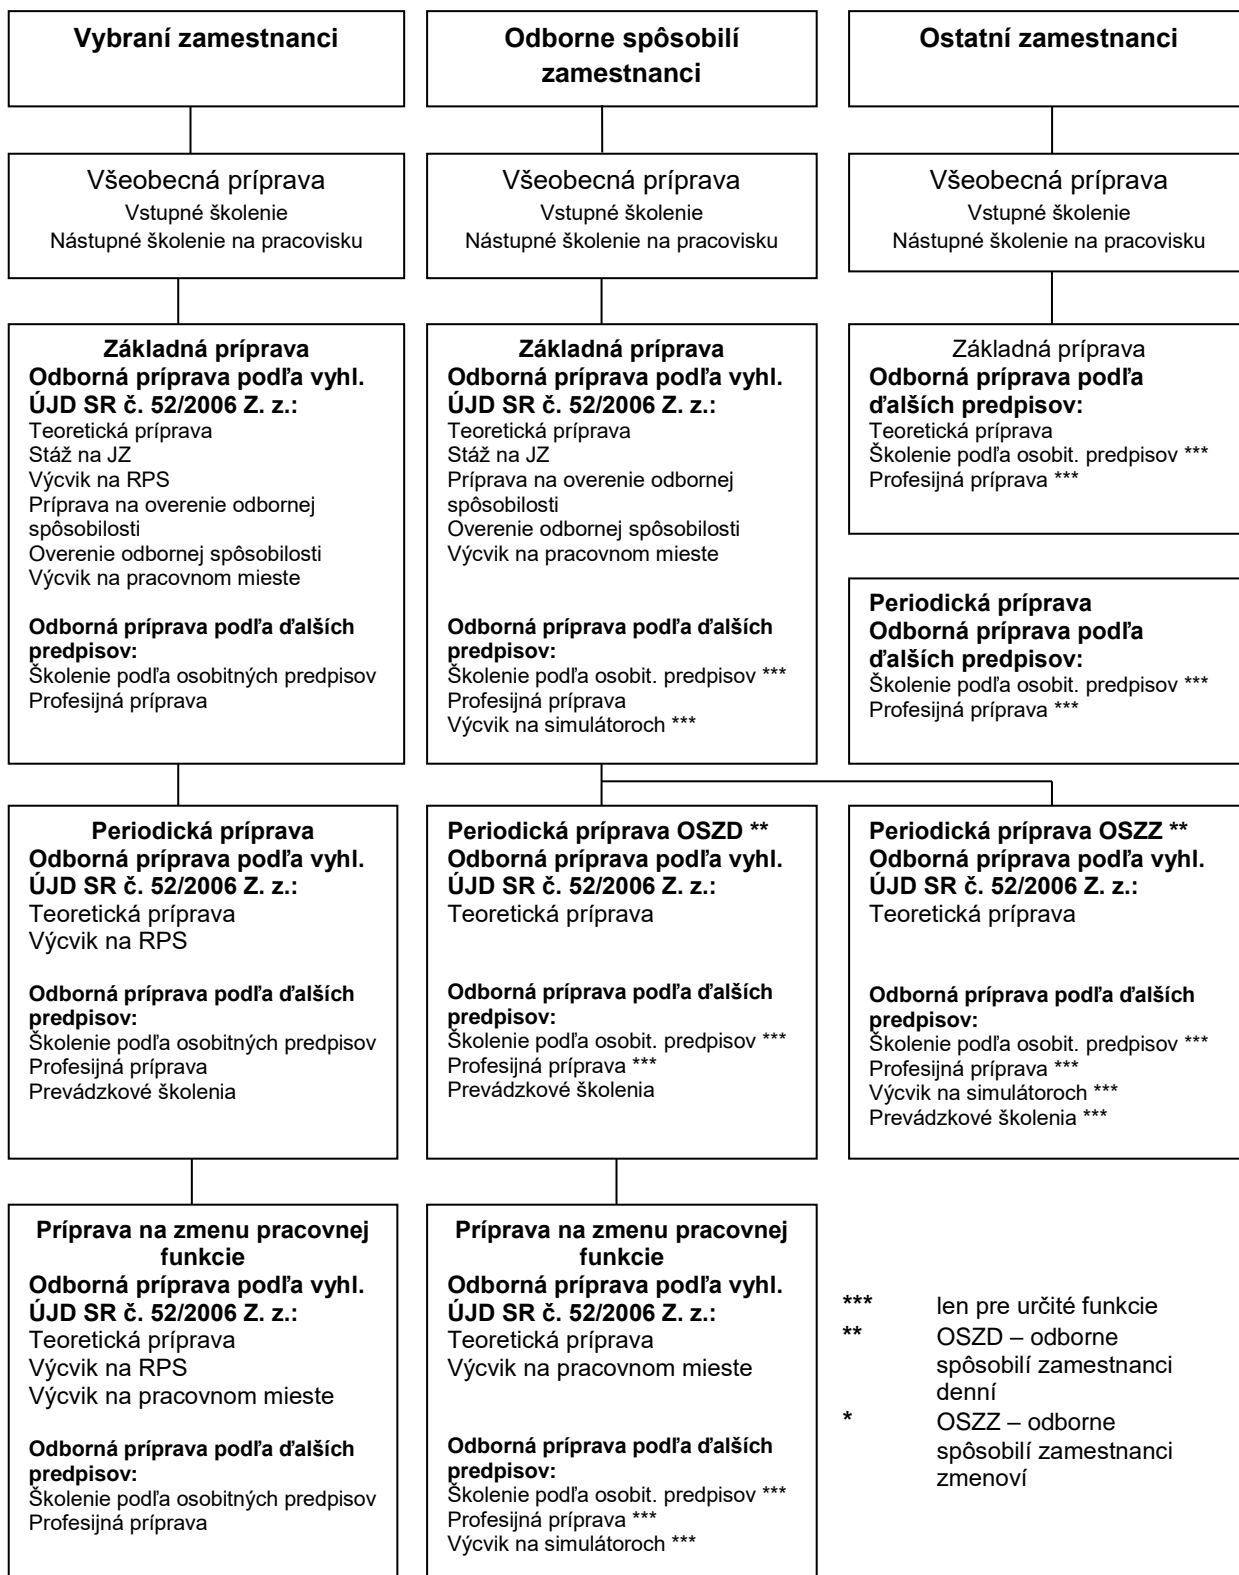 Vybraní zamestnanci
Odborne spôsobilí
zamestnanci
Ostatní zamestnanci
Všeobecná príprava
Vstupné školenie
Nástupné školenie na pracovisku
Všeobecná príprava
Vstupné školenie
Nástupné školenie na pracovisku
Všeobecná príprava
Vstupné školenie
Nástupné školenie na pracovisku
Základná príprava
Odborná príprava podľa vyhl.
ÚJD SR č. 52/2006 Z. z.:
Teoretická príprava
Stáž na JZ
Výcvik na RPS
Príprava na overenie odbornej
spôsobilosti
Overenie odbornej spôsobilosti
Výcvik na pracovnom mieste
Odborná príprava podľa ďalších
predpisov:
Školenie podľa osobitných predpisov
Profesijná príprava
Základná príprava
Odborná príprava podľa vyhl.
ÚJD SR č. 52/2006 Z. z.:
Teoretická príprava
Stáž na JZ
Príprava na overenie odbornej
spôsobilosti
Overenie odbornej spôsobilosti
Výcvik na pracovnom mieste
Odborná príprava podľa ďalších
predpisov:
Školenie podľa osobit. predpisov ***
Profesijná príprava
Výcvik na simulátoroch ***
Základná príprava
Odborná príprava podľa
ďalších predpisov:
Teoretická príprava
Školenie podľa osobit. predpisov ***
Profesijná príprava ***
Periodická príprava
Odborná príprava podľa
ďalších predpisov:
Školenie podľa osobit. predpisov ***
Profesijná príprava ***
Periodická príprava
Odborná príprava podľa vyhl.
ÚJD SR č. 52/2006 Z. z.:
Teoretická príprava
Výcvik na RPS
Odborná príprava podľa ďalších
predpisov:
Školenie podľa osobitných predpisov
Profesijná príprava
Prevádzkové školenia
Periodická príprava OSZD **
Odborná príprava podľa vyhl.
ÚJD SR č. 52/2006 Z. z.:
Teoretická príprava
Odborná príprava podľa ďalších
predpisov:
Školenie podľa osobit. predpisov ***
Profesijná príprava ***
Prevádzkové školenia
Periodická príprava OSZZ **
Odborná príprava podľa vyhl.
ÚJD SR č. 52/2006 Z. z.:
Teoretická príprava
Odborná príprava podľa ďalších
predpisov:
Školenie podľa osobit. predpisov ***
Profesijná príprava ***
Výcvik na simulátoroch ***
Prevádzkové školenia ***
Príprava na zmenu pracovnej
funkcie
Odborná príprava podľa vyhl.
ÚJD SR č. 52/2006 Z. z.:
Teoretická príprava
Výcvik na RPS
Výcvik na pracovnom mieste
Odborná príprava podľa ďalších
predpisov:
Školenie podľa osobitných predpisov
Profesijná príprava
Príprava na zmenu pracovnej
funkcie
Odborná príprava podľa vyhl.
ÚJD SR č. 52/2006 Z. z.:
Teoretická príprava
Výcvik na pracovnom mieste
Odborná príprava podľa ďalších
predpisov:
Školenie podľa osobit. predpisov ***
Profesijná príprava ***
Výcvik na simulátoroch ***
*** len pre určité funkcie
** OSZD – odborne
spôsobilí zamestnanci
denní
* OSZZ – odborne
spôsobilí zamestnanci
zmenoví